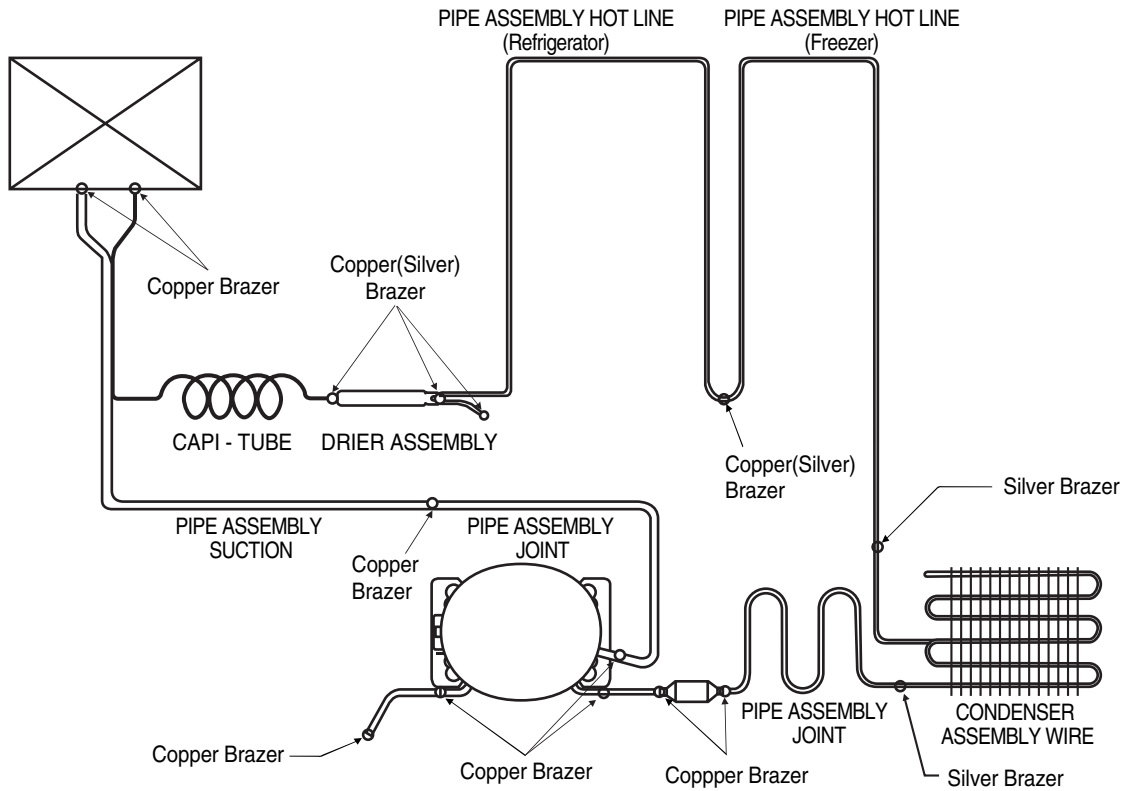 PIPE ASSEMBLY HOT LINE
(Refrigerator)
PIPE ASSEMBLY HOT LINE
(Freezer)
Copper Brazer
Copper(Silver)
Brazer
CAPI - TUBE
DRIER ASSEMBLY
Copper(Silver)
Brazer
Silver Brazer
PIPE ASSEMBLY
SUCTION
Copper
Brazer
PIPE ASSEMBLY
JOINT
PIPE ASSEMBLY
JOINT
CONDENSER
ASSEMBLY WIRE
Copper Brazer
Copper Brazer
Coppper Brazer
Silver Brazer